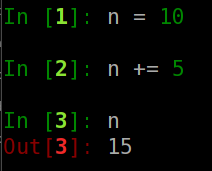 In [1]: n = 10
In [2]: n += 5
In [3]: n
Out[3]: 15